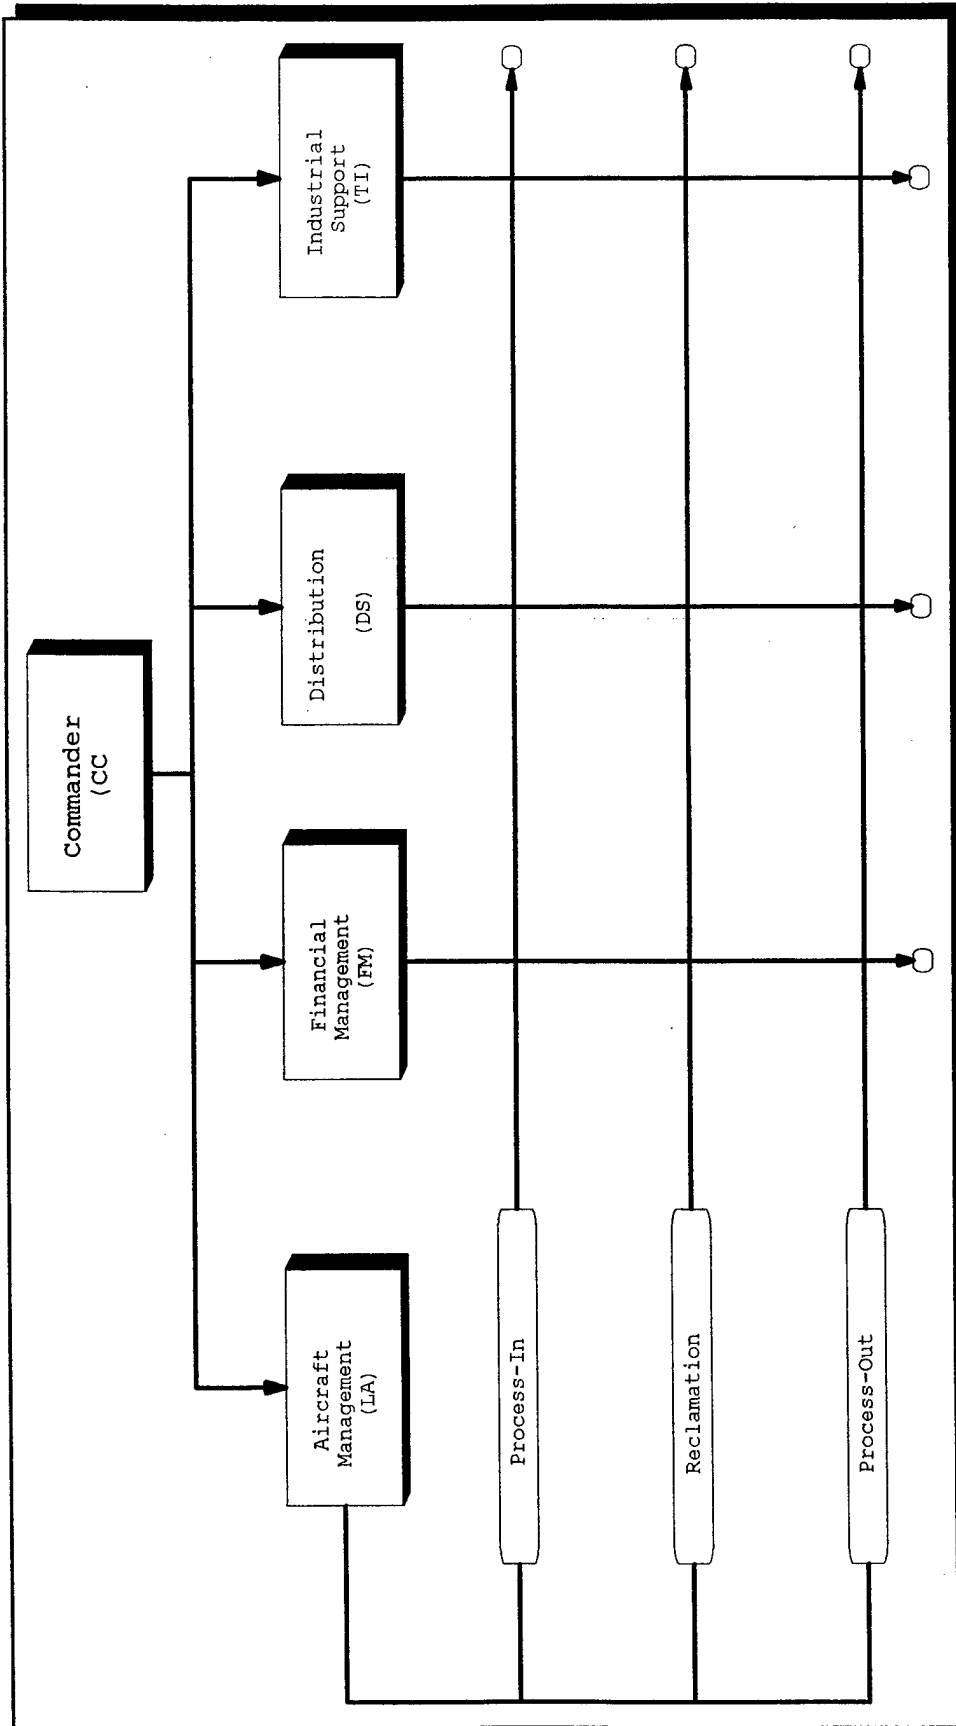 Commander
(CC
Aircraft
Management
(LA)
Financial
Management
(FM)
Distribution
(DS)
Industrial
Support
(TI)
Process-In
Reclamation
Process-Out